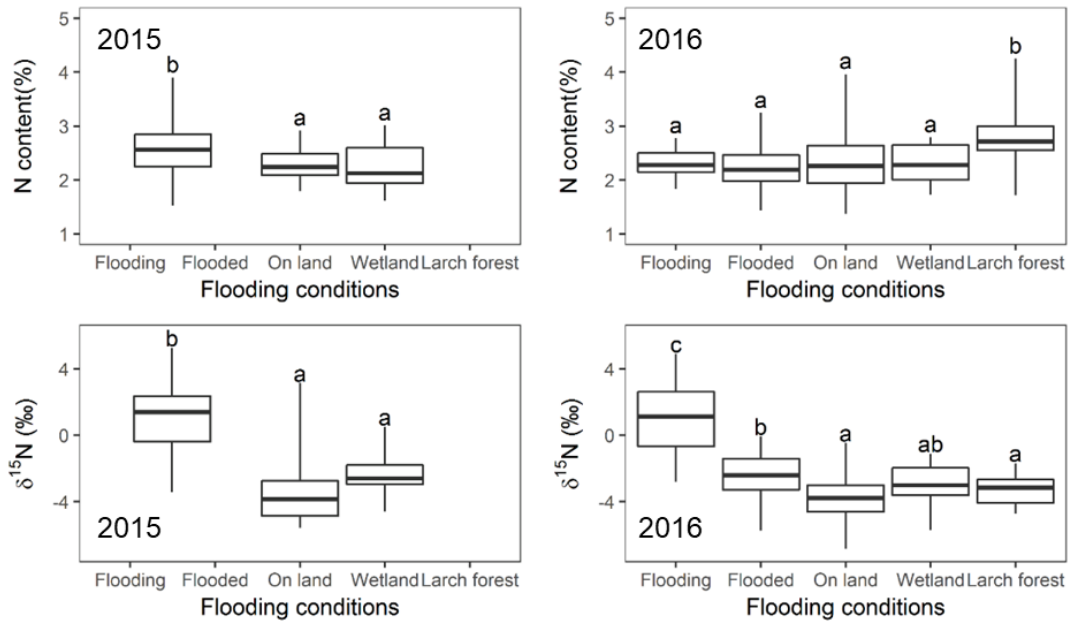 2015
N content(%)
5
4
3
2
1
b
a
a
Flooding Flooded On land Wetland Larch forest
Flooding conditions
2016
N content(%)
5
4
3
2
1
a
a
a
a
b
Flooding Flooded On land Wetland Larch forest
Flooding conditions
2015
δ¹⁵N (‰)
4
0
-4
b
a
a
Flooding Flooded On land Wetland Larch forest
Flooding conditions
2016
δ¹⁵N (‰)
4
0
-4
c
b
a
ab
a
Flooding Flooded On land Wetland Larch forest
Flooding conditions